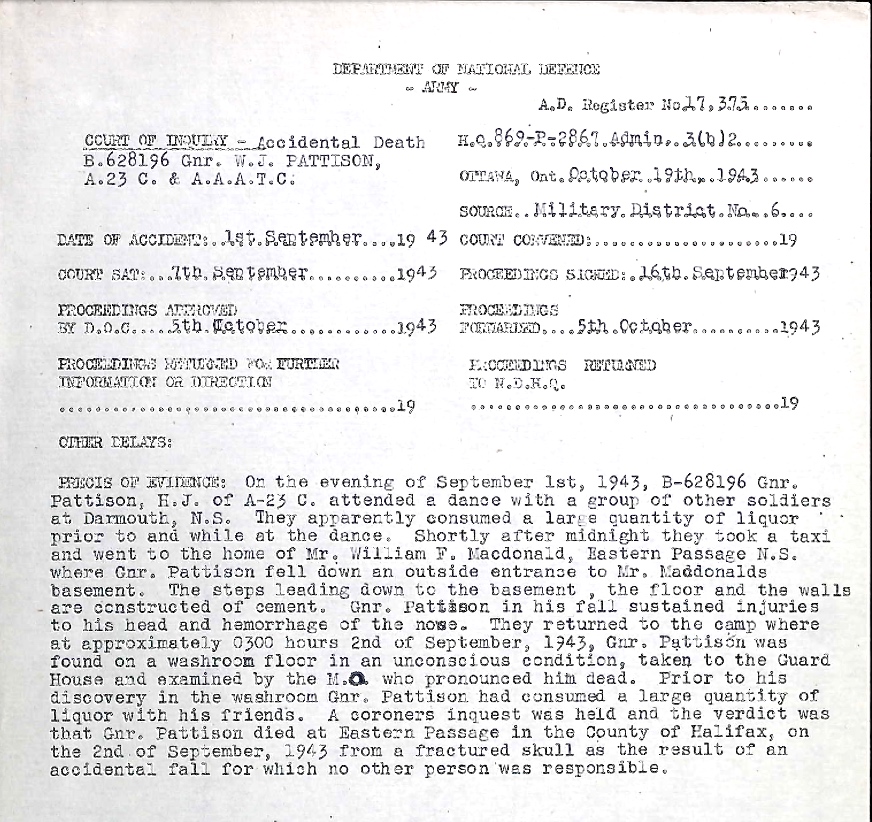 DEPARTMENT OF NATIONAL DEFENCE
- ARMY -
A.D. Register No.17,375........
COURT OF INQUIRY - Accidental Death
H.Q.869-P-2867.Admin..3(b)2.........
B.628196 Gnr. W.J. PATTISON,
A.23 C. & A.A.A.T.C.
OTTAWA, Ont.October.19th,.1943......
SOURCE..Military.District.No..6....
DATE OF ACCIDENT:.1st.September....19 43 COURT CONVENED:......................19
COURT SAT:...7th.September...........1943 PROCEEDINGS SIGNED:.16th.September1943
PROCEEDINGS APPROVED PROCEEDINGS
BY D.O.C.....5th.October.............1943 FORWARDED....5th.October...........1943
PROCEEDINGS RETURNED FOR FURTHER PROCEEDINGS RETURNED
INFORMATION OR DIRECTION TO N.D.H.Q.
........................................19 .....................................19
OTHER DELAYS:
PRECIS OF EVIDENCE: On the evening of September 1st, 1943, B-628196 Gnr.
Pattison, H.J. of A-23 C. attended a dance with a group of other soldiers
at Darmouth, N.S. They apparently consumed a large quantity of liquor
prior to and while at the dance. Shortly after midnight they took a taxi
and went to the home of Mr. William F. Macdonald, Eastern Passage N.S.
where Gnr. Pattison fell down an outside entrance to Mr. Maddonalds
basement. The steps leading down to the basement , the floor and the walls
are constructed of cement. Gnr. Pattison in his fall sustained injuries
to his head and hemorrhage of the nose. They returned to the camp where
at approximately 0300 hours 2nd of September, 1943, Gnr. Pattison was
found on a washroom floor in an unconscious condition, taken to the Guard
House and examined by the M.O. who pronounced him dead. Prior to his
discovery in the washroom Gnr. Pattison had consumed a large quantity of
liquor with his friends. A coroners inquest was held and the verdict was
that Gnr. Pattison died at Eastern Passage in the County of Halifax, on
the 2nd of September, 1943 from a fractured skull as the result of an
accidental fall for which no other person was responsible.